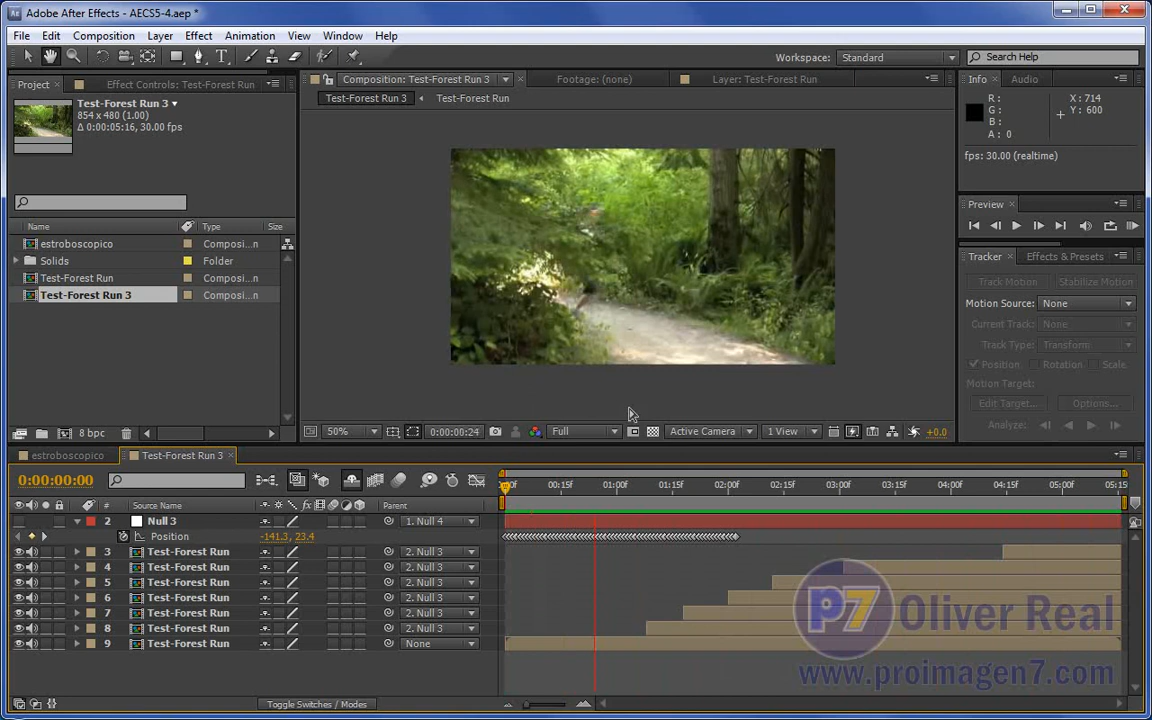 Adobe After Effects - AECS5-4.aep *
File Edit Composition Layer Effect Animation View Window Help
Workspace: Standard Search Help
Project Effect Controls: Test-Forest Run
Composition: Test-Forest Run 3 Footage: (none) Layer: Test-Forest Run
Info Audio
Test-Forest Run 3 Test-Forest Run
Test-Forest Run 3
854 x 480 (1.00)
Δ 0:00:05:16, 30.00 fps
R:
G:
B:
A: 0
X: 714
Y: 600
fps: 30.00 (realtime)
Preview
Name Type Size
estroboscopico Composi...n
Solids Folder
Test-Forest Run Composi...n
Test-Forest Run 3 Composi...n
Tracker Effects & Presets
Track Motion Stabilize Motion
Motion Source: None
Current Track: None
Track Type: Transform
Position Rotation Scale
Motion Target:
Edit Target... Options...
Analyze:
8 bpc
50% 0:00:00:24 Full Active Camera 1 View +0.0
estroboscopico Test-Forest Run 3
0:00:00:00
:00f 00:15f 01:00f 01:15f 02:00f 02:15f 03:00f 03:15f 04:00f 04:15f 05:00f 05:15
# Source Name Parent
2 Null 3 1. Null 4
Position -141.3, 23.4
3 Test-Forest Run 2. Null 3
4 Test-Forest Run 2. Null 3
5 Test-Forest Run 2. Null 3
6 Test-Forest Run 2. Null 3
7 Test-Forest Run 2. Null 3
8 Test-Forest Run 2. Null 3
9 Test-Forest Run None
p7 Oliver Real
www.proimagen7.com
Toggle Switches / Modes